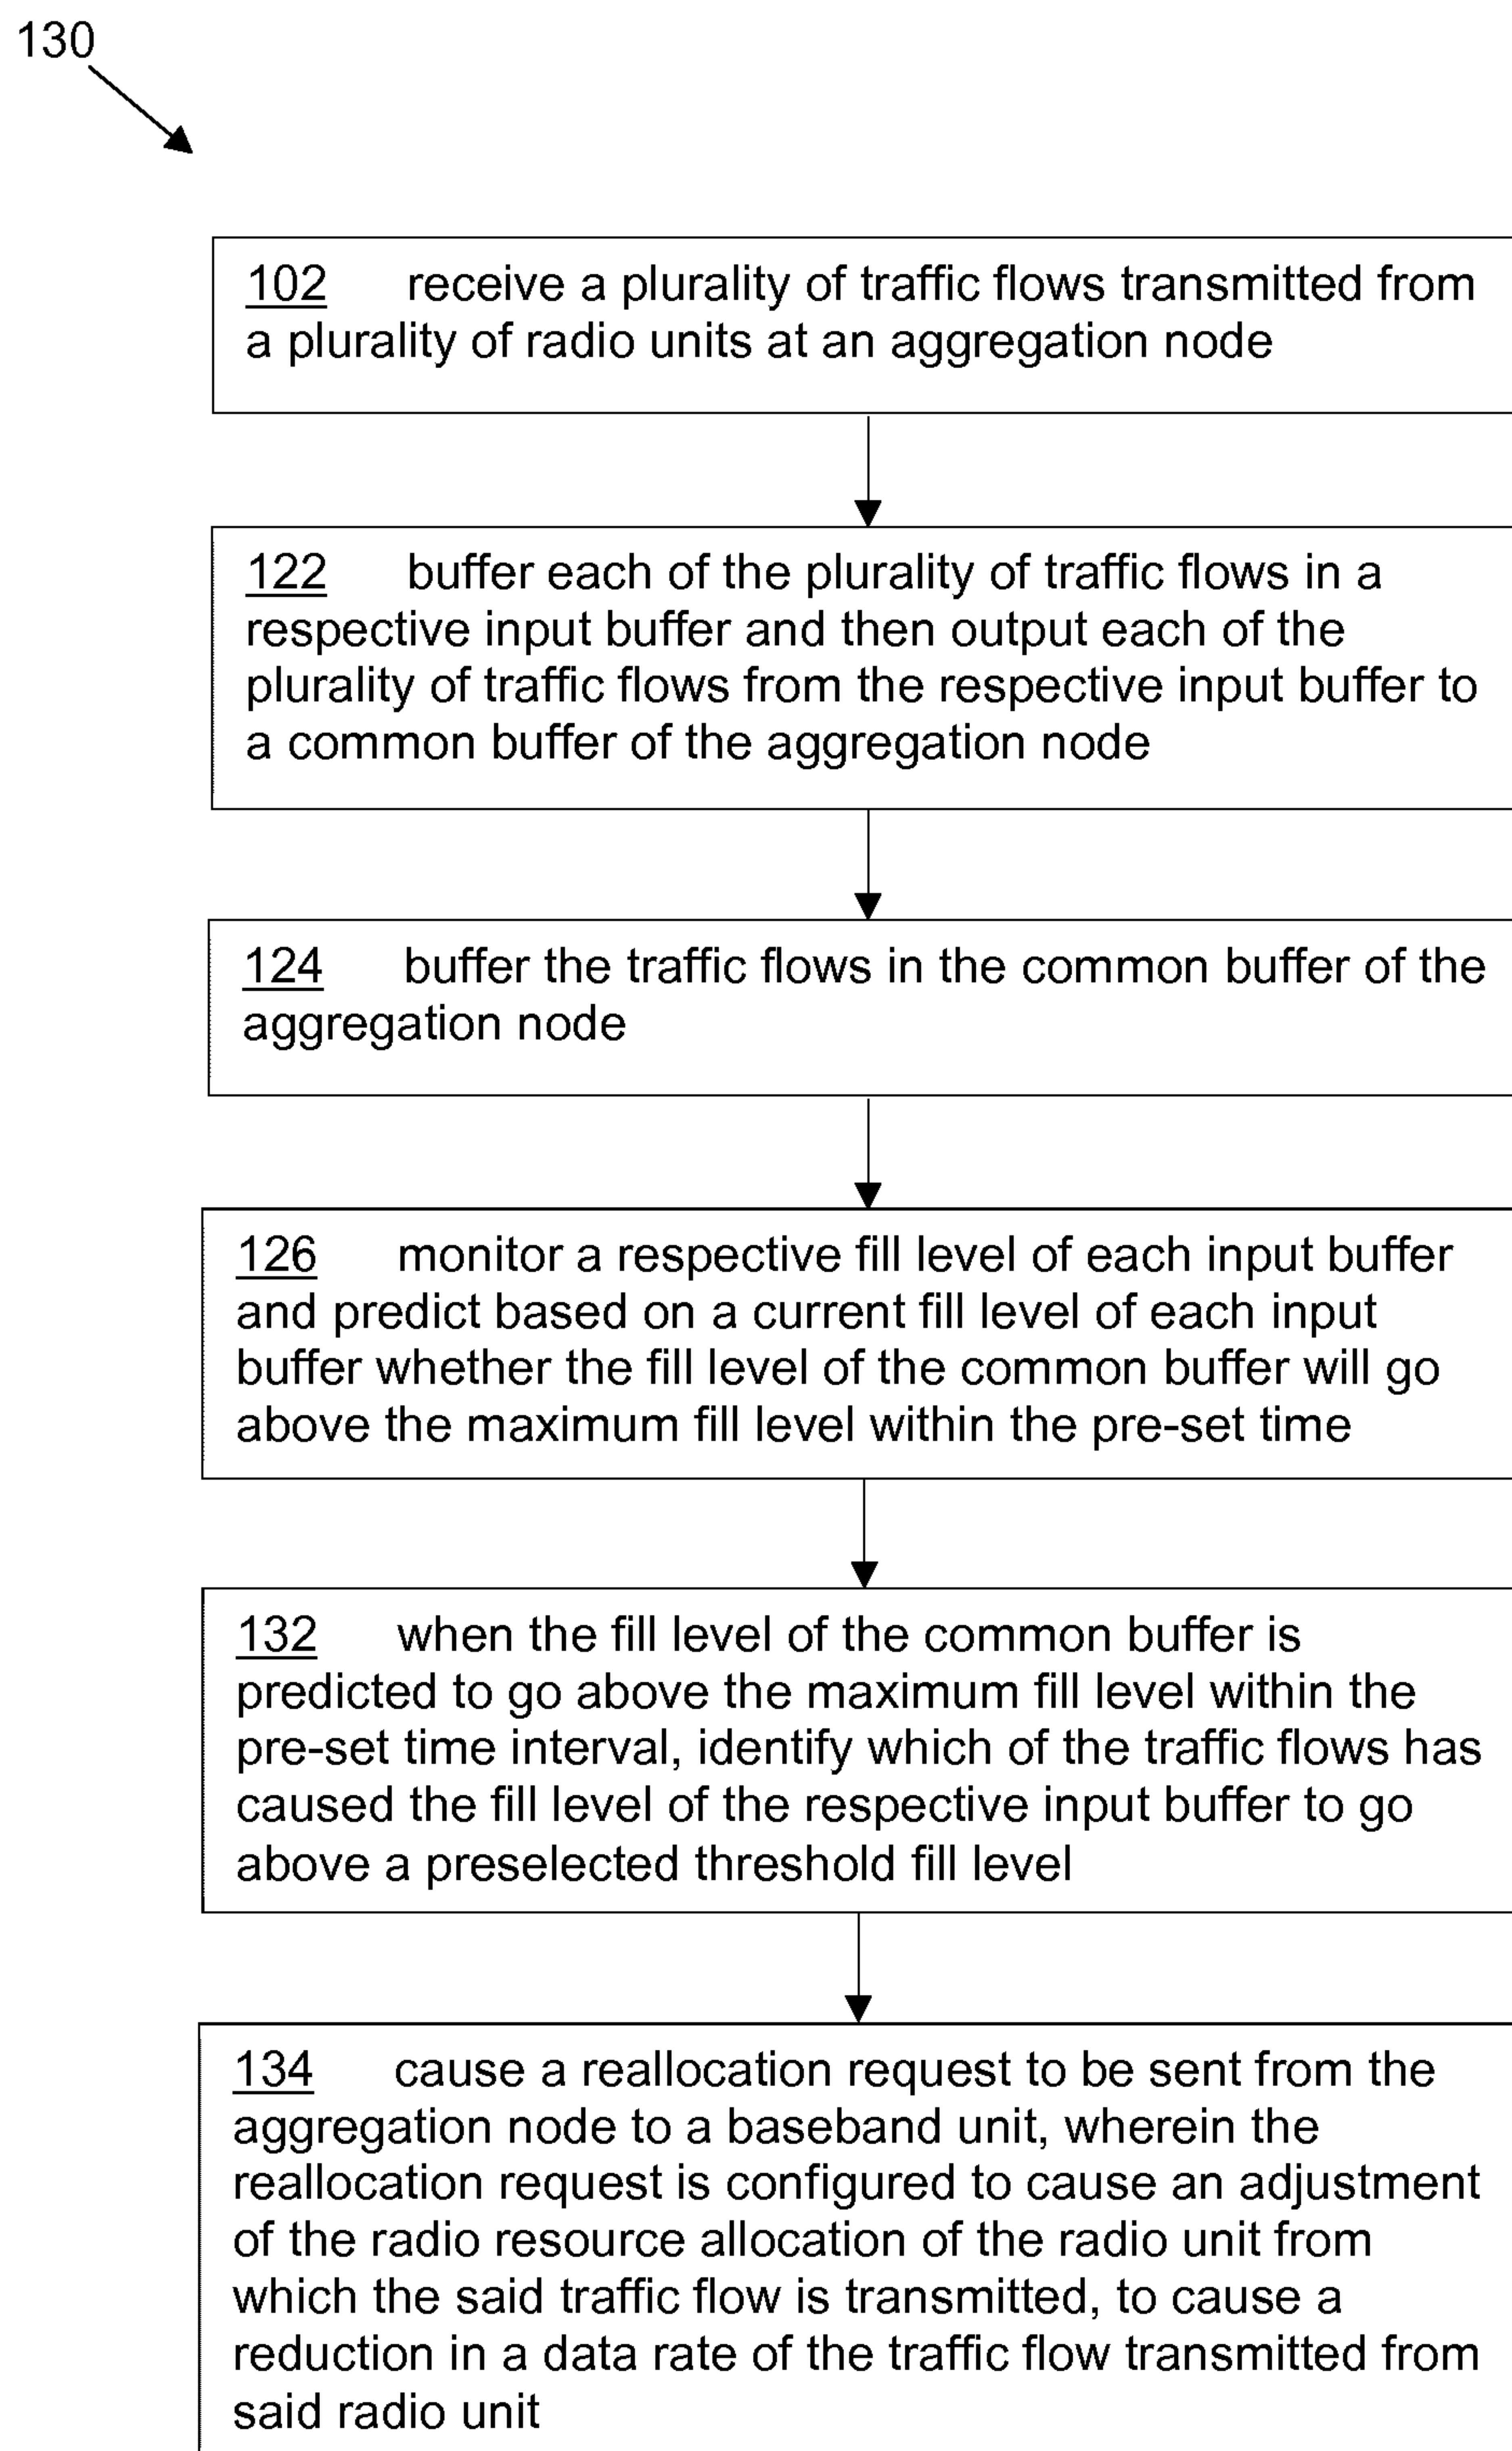 130
102 receive a plurality of traffic flows transmitted from
a plurality of radio units at an aggregation node
122 buffer each of the plurality of traffic flows in a
respective input buffer and then output each of the
plurality of traffic flows from the respective input buffer to
a common buffer of the aggregation node
124 buffer the traffic flows in the common buffer of the
aggregation node
126 monitor a respective fill level of each input buffer
and predict based on a current fill level of each input
buffer whether the fill level of the common buffer will go
above the maximum fill level within the pre-set time
132 when the fill level of the common buffer is
predicted to go above the maximum fill level within the
pre-set time interval, identify which of the traffic flows has
caused the fill level of the respective input buffer to go
above a preselected threshold fill level
134 cause a reallocation request to be sent from the
aggregation node to a baseband unit, wherein the
reallocation request is configured to cause an adjustment
of the radio resource allocation of the radio unit from
which the said traffic flow is transmitted, to cause a
reduction in a data rate of the traffic flow transmitted from
said radio unit